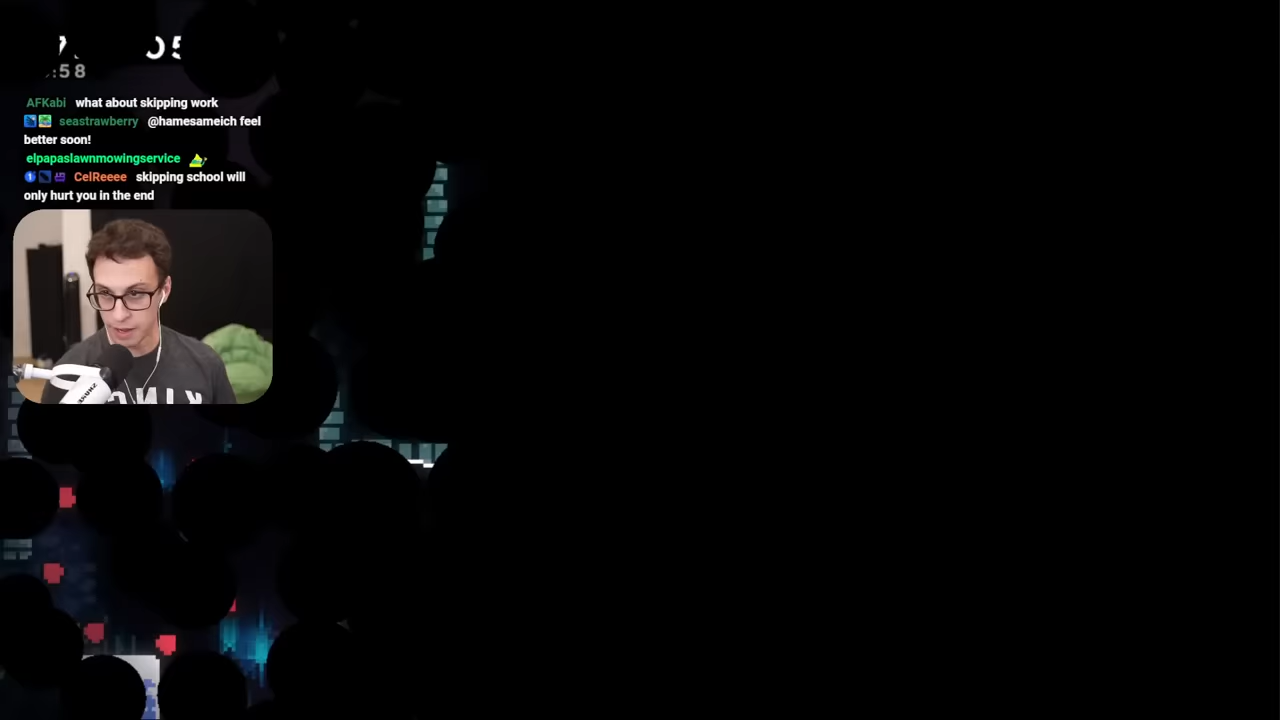 :58
AFKabi what about skipping work
seastrawberry @hamesameich feel
better soon!
elpapaslawnmowingservice
CelReeee skipping school will
only hurt you in the end